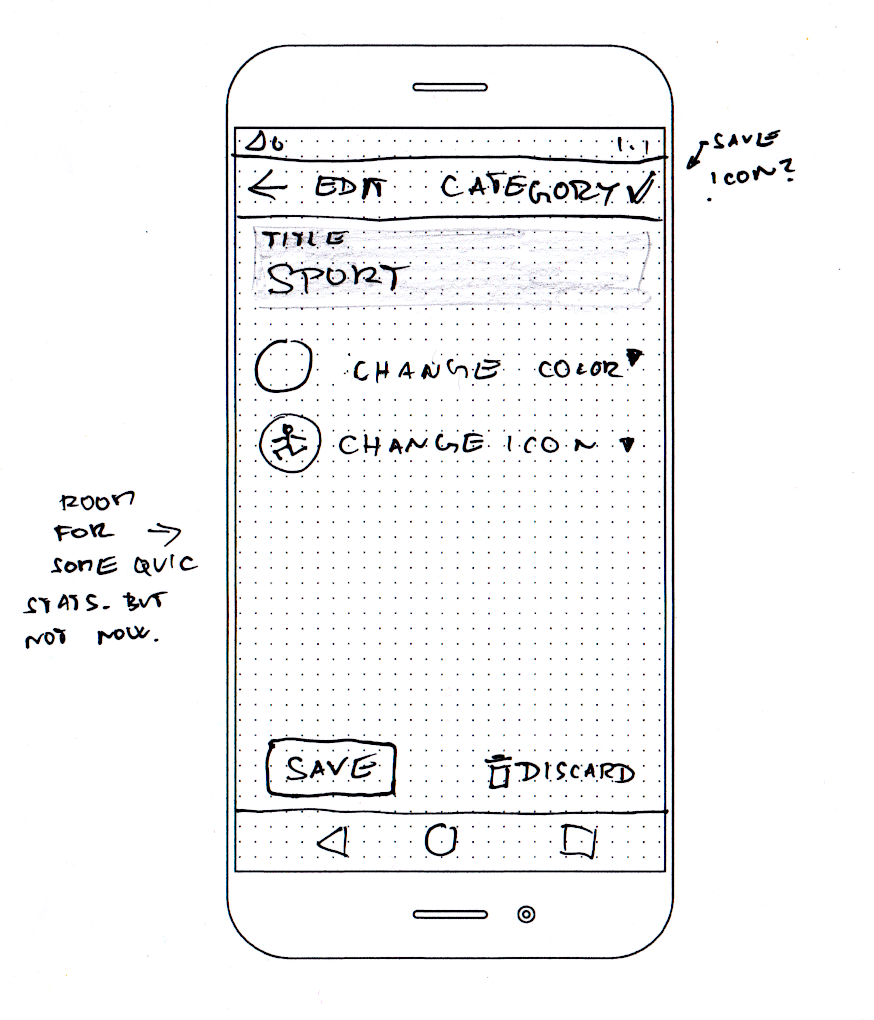 SAVE
ICON?
EDIT CATEGORY
TITLE
SPORT
CHANGE COLOR
CHANGE ICON
ROOM
FOR →
SOME QUIC
STATS. BUT
NOT NOW.
SAVE
DISCARD